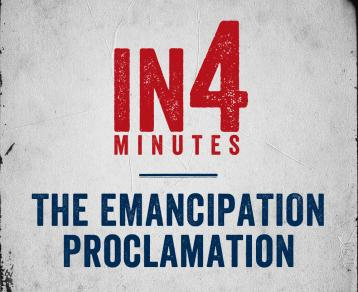 IN4
MINUTES
THE EMANCIPATION
PROCLAMATION